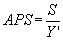 APS = S / Y'